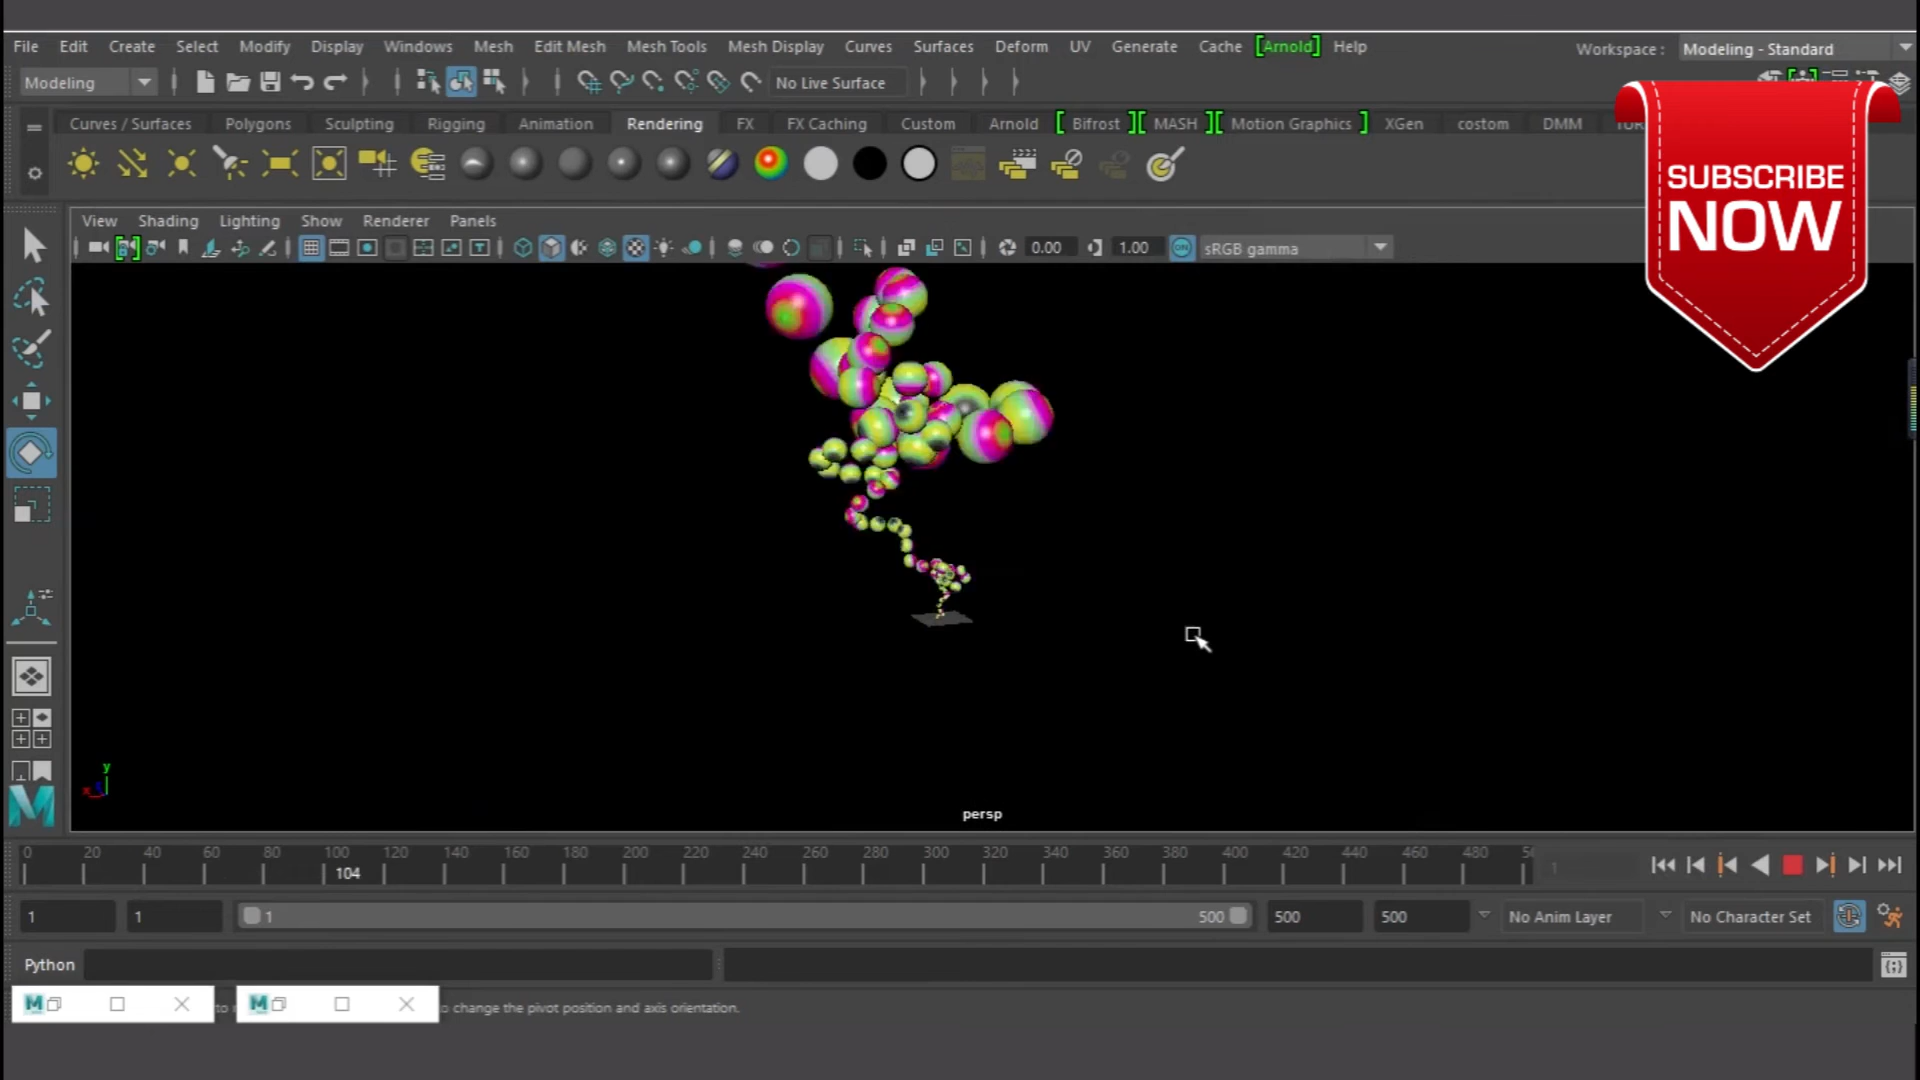 File Edit Create Select Modify Display Windows Mesh Edit Mesh Mesh Tools Mesh Display Curves Surfaces Deform UV Generate Cache [Arnold] Help Workspace : Modeling - Standard
Modeling No Live Surface
Curves / Surfaces Polygons Sculpting Rigging Animation Rendering FX FX Caching Custom Arnold [ Bifrost ][ MASH ][ Motion Graphics ] XGen costom DMM
SUBSCRIBE
NOW
View Shading Lighting Show Renderer Panels
0.00 1.00 ON sRGB gamma
y
x
persp
M
0 20 40 60 80 100 120 140 160 180 200 220 240 260 280 300 320 340 360 380 400 420 440 460 480
104 1
1 1 1 500 500 500 No Anim Layer No Character Set
Python
M M to change the pivot position and axis orientation.